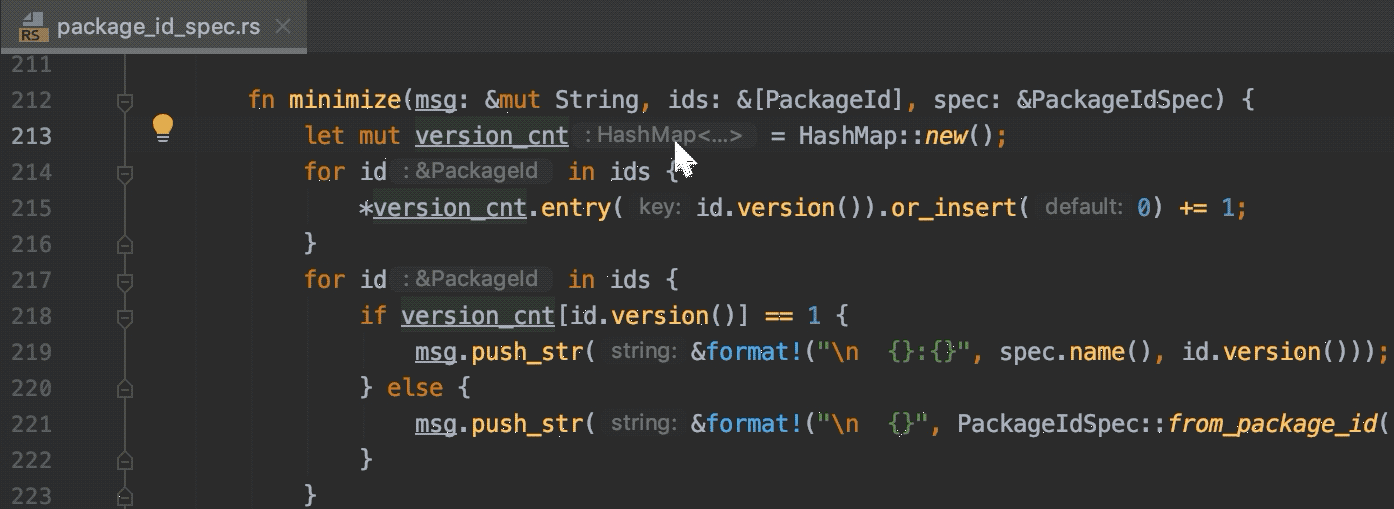 RS package_id_spec.rs
211
212 fn minimize(msg: &mut String, ids: &[PackageId], spec: &PackageIdSpec) {
213 let mut version_cnt : HashMap<...> = HashMap::new();
214 for id : &PackageId in ids {
215 *version_cnt.entry( key: id.version()).or_insert( default: 0) += 1;
216 }
217 for id : &PackageId in ids {
218 if version_cnt[id.version()] == 1 {
219 msg.push_str( string: &format!("\n  {}:{}", spec.name(), id.version()));
220 } else {
221 msg.push_str( string: &format!("\n  {}", PackageIdSpec::from_package_id(
222 }
223 }